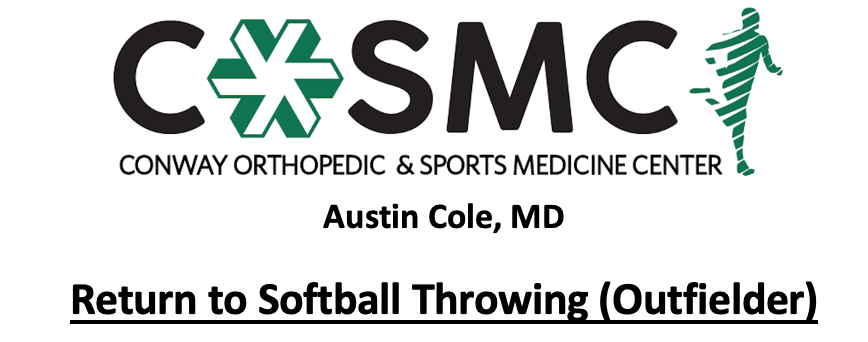 COSMC
CONWAY ORTHOPEDIC & SPORTS MEDICINE CENTER
Austin Cole, MD
Return to Softball Throwing (Outfielder)